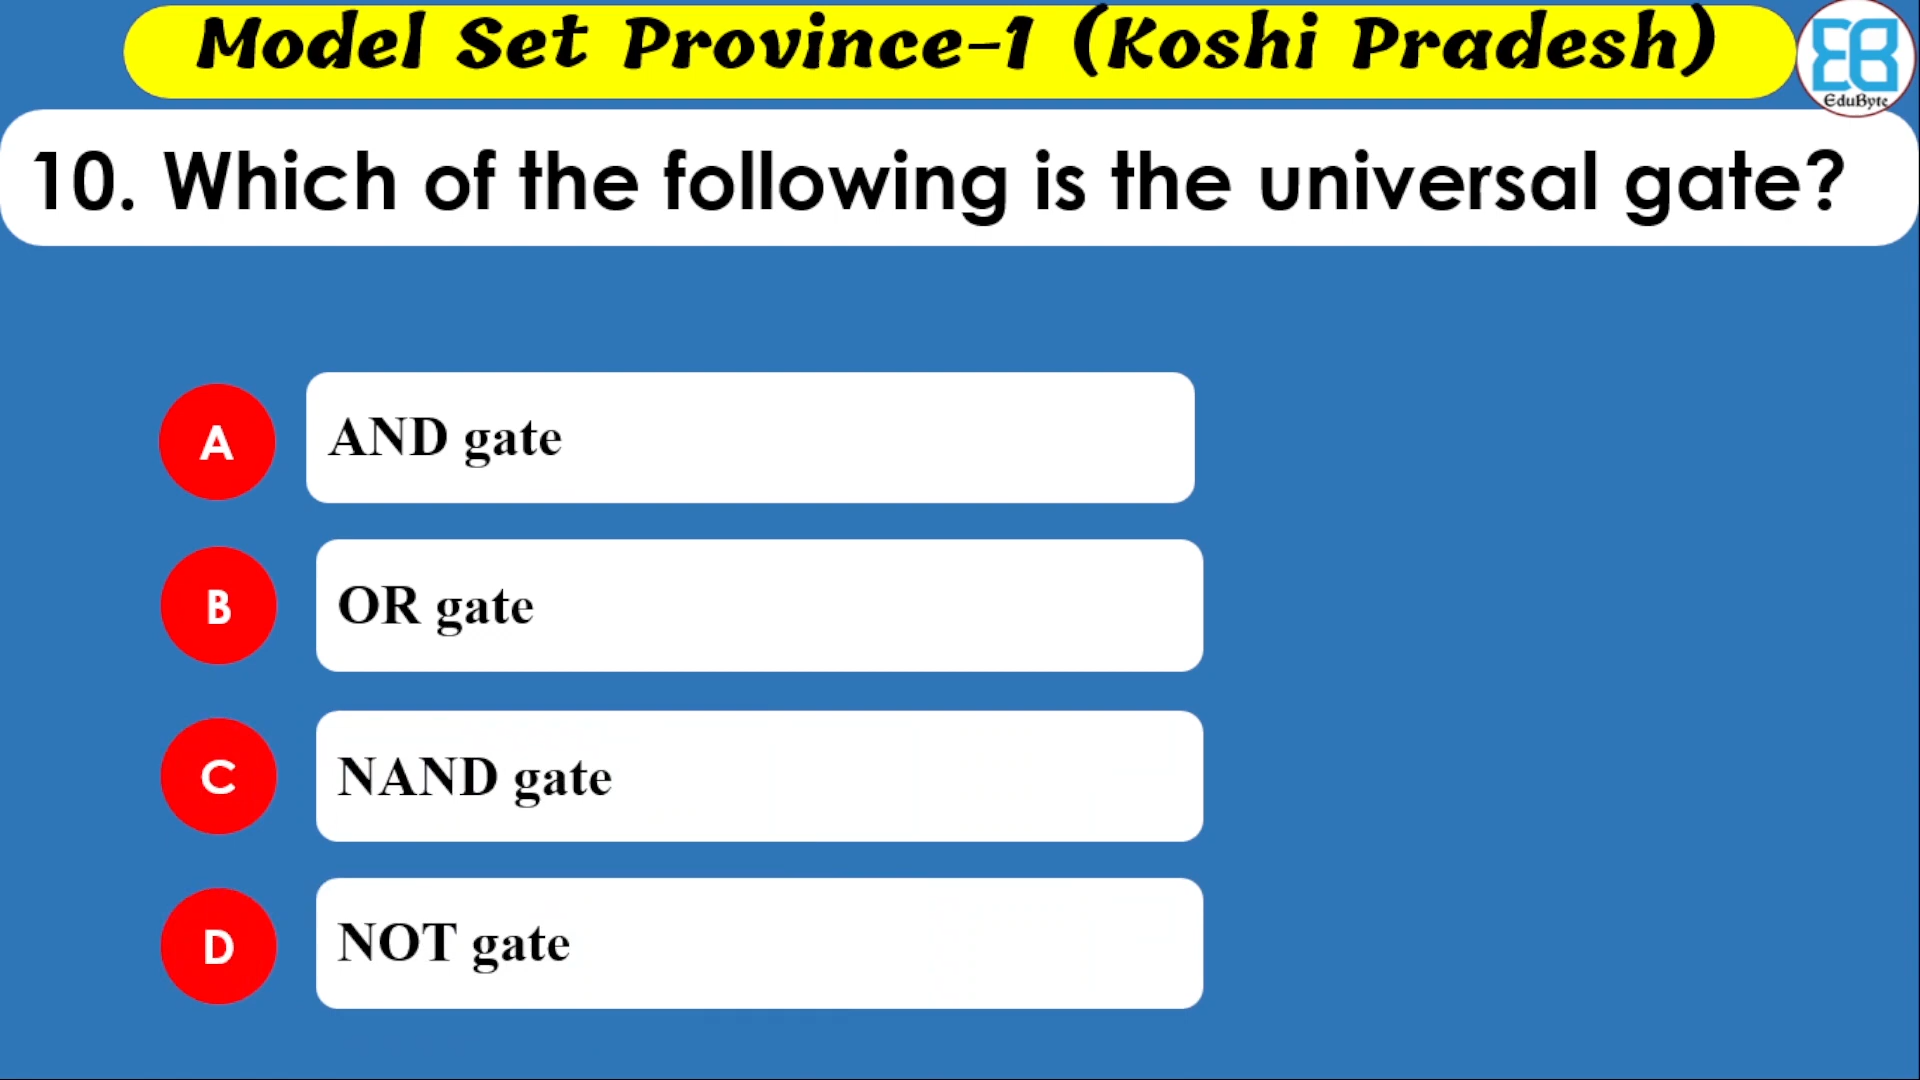 Model Set Province-1 (Koshi Pradesh)
EduByte
10. Which of the following is the universal gate?
A AND gate
B OR gate
C NAND gate
D NOT gate